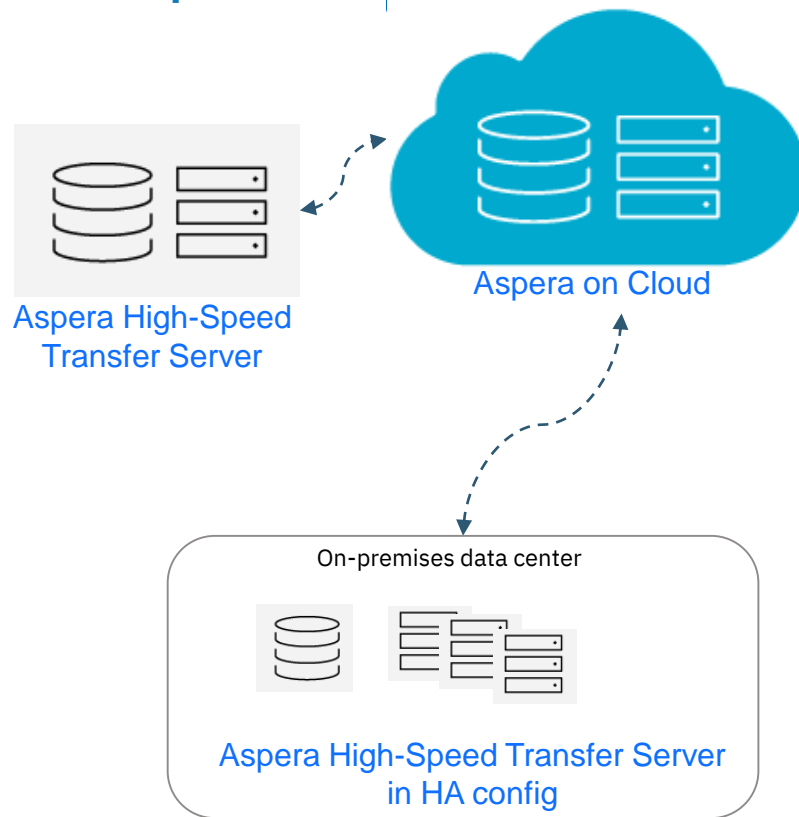 Aspera on Cloud
Aspera High-Speed
Transfer Server
On-premises data center
Aspera High-Speed Transfer Server
in HA config